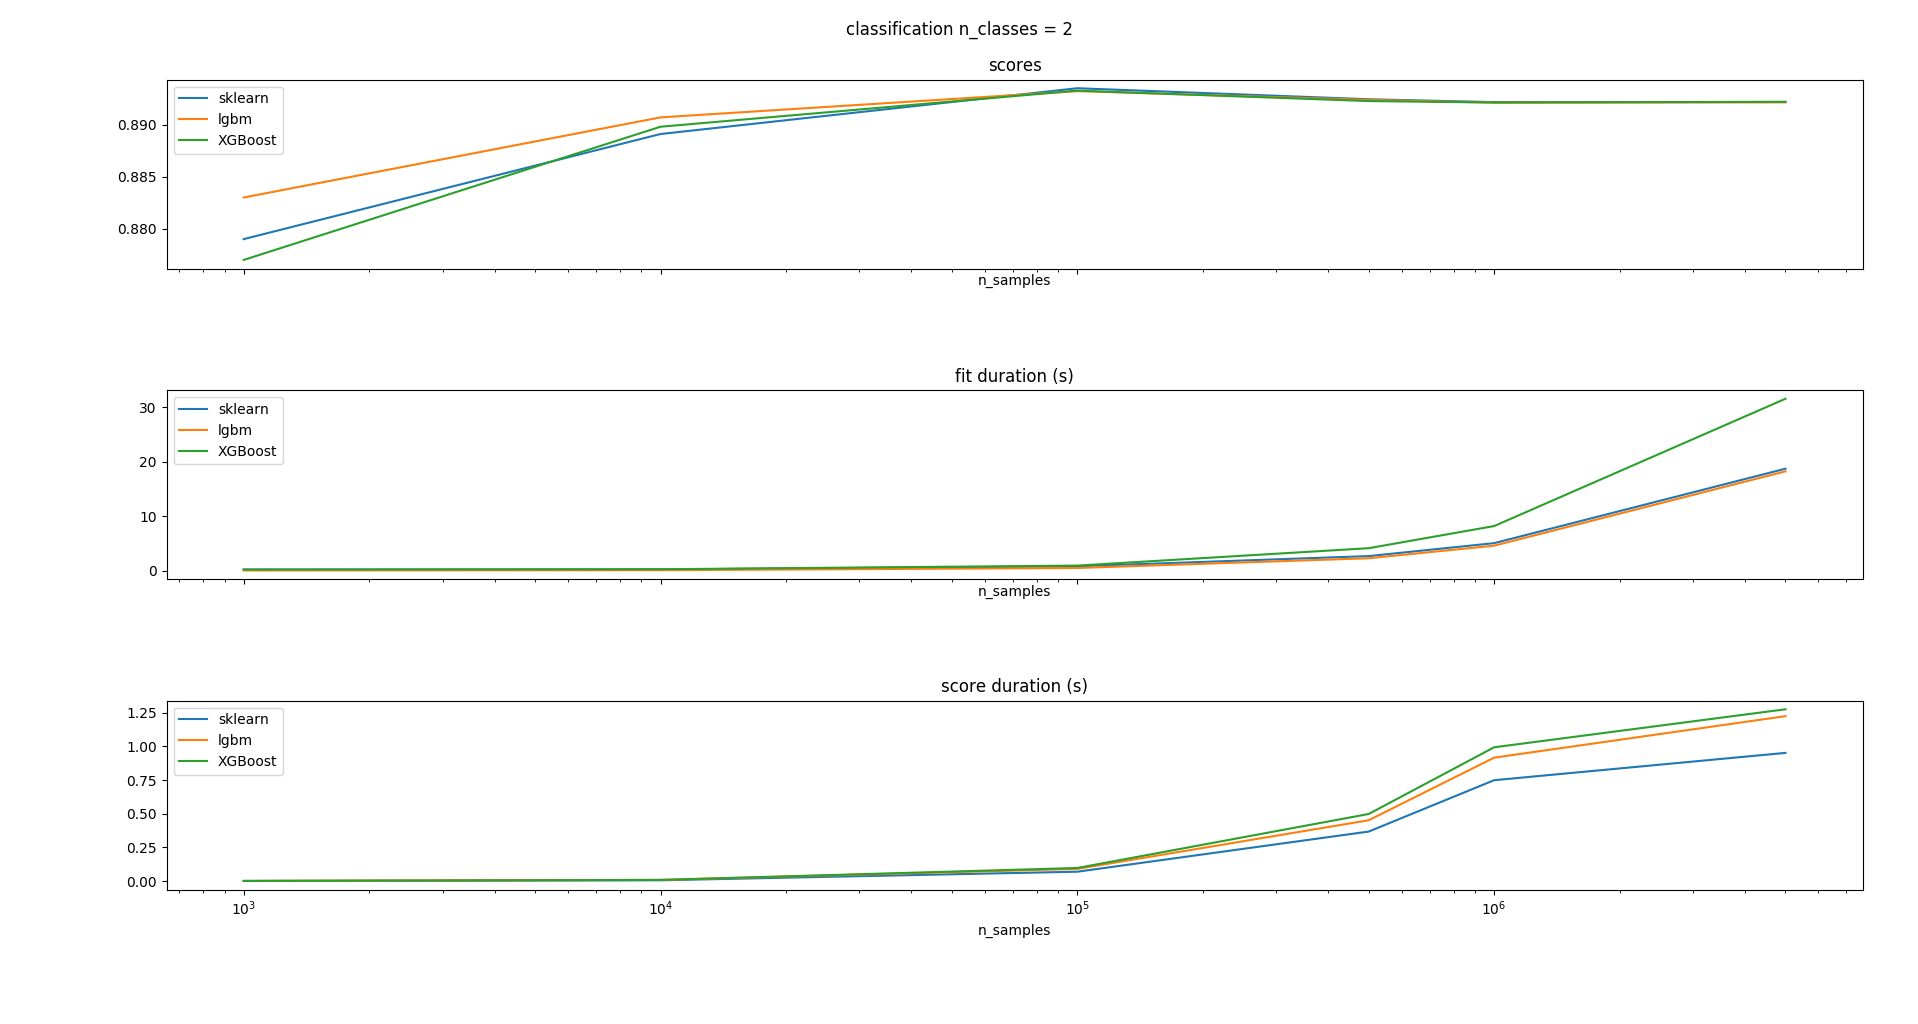 classification n_classes = 2
scores
sklearn
lgbm
XGBoost
0.890
0.885
0.880
n_samples
fit duration (s)
sklearn
lgbm
XGBoost
30
20
10
0
n_samples
score duration (s)
sklearn
lgbm
XGBoost
1.25
1.00
0.75
0.50
0.25
0.00
10³ 10⁴ 10⁵ 10⁶
n_samples